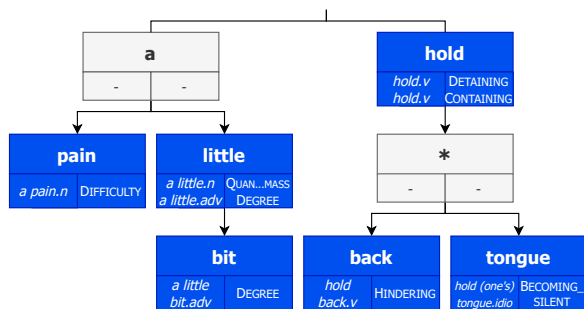 a
- -
hold
hold.v DETAINING
hold.v CONTAINING
pain
a pain.n DIFFICULTY
little
a little.n QUAN...MASS
a little.adv DEGREE
*
- -
bit
a little bit.adv DEGREE
back
hold back.v HINDERING
tongue
hold (one's) BECOMING_
tongue.idio SILENT